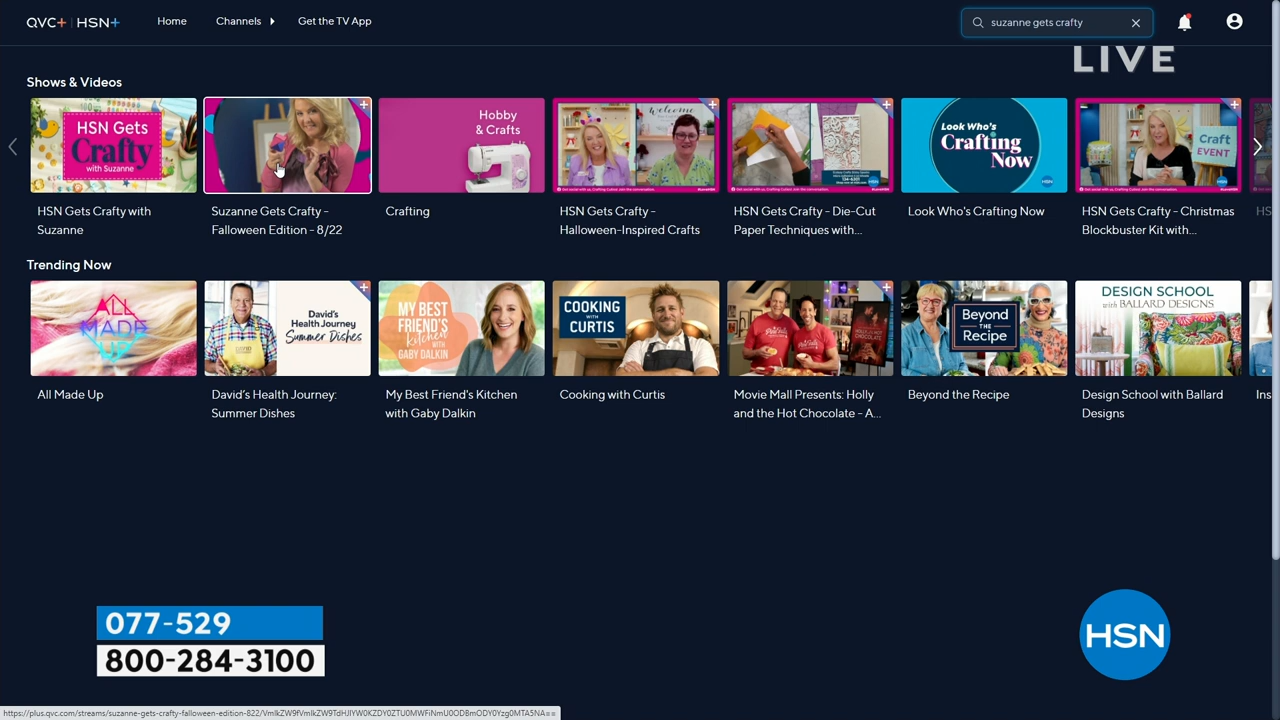 QVC+ | HSN+
Home
Channels
Get the TV App
suzanne gets crafty
LIVE
Shows & Videos
HSN Gets
Crafty
with Suzanne
Hobby
& Crafts
Welcome
Look Who's
Crafting
Now
Craft
EVENT
HSN Gets Crafty with
Suzanne
Suzanne Gets Crafty -
Falloween Edition - 8/22
Crafting
HSN Gets Crafty -
Halloween-Inspired Crafts
HSN Gets Crafty - Die-Cut
Paper Techniques with...
Look Who's Crafting Now
HSN Gets Crafty - Christmas
Blockbuster Kit with...
HS
Trending Now
ALL
MADE
UP
David's
Health Journey:
Summer Dishes
MY BEST
FRIEND'S
kitchen
WITH
GABY DALKIN
COOKING
WITH
CURTIS
Beyond
THE
Recipe
DESIGN SCHOOL
with BALLARD DESIGNS
All Made Up
David's Health Journey:
Summer Dishes
My Best Friend's Kitchen
with Gaby Dalkin
Cooking with Curtis
Movie Mall Presents: Holly
and the Hot Chocolate - A...
Beyond the Recipe
Design School with Ballard
Designs
Ins
077-529
800-284-3100
HSN